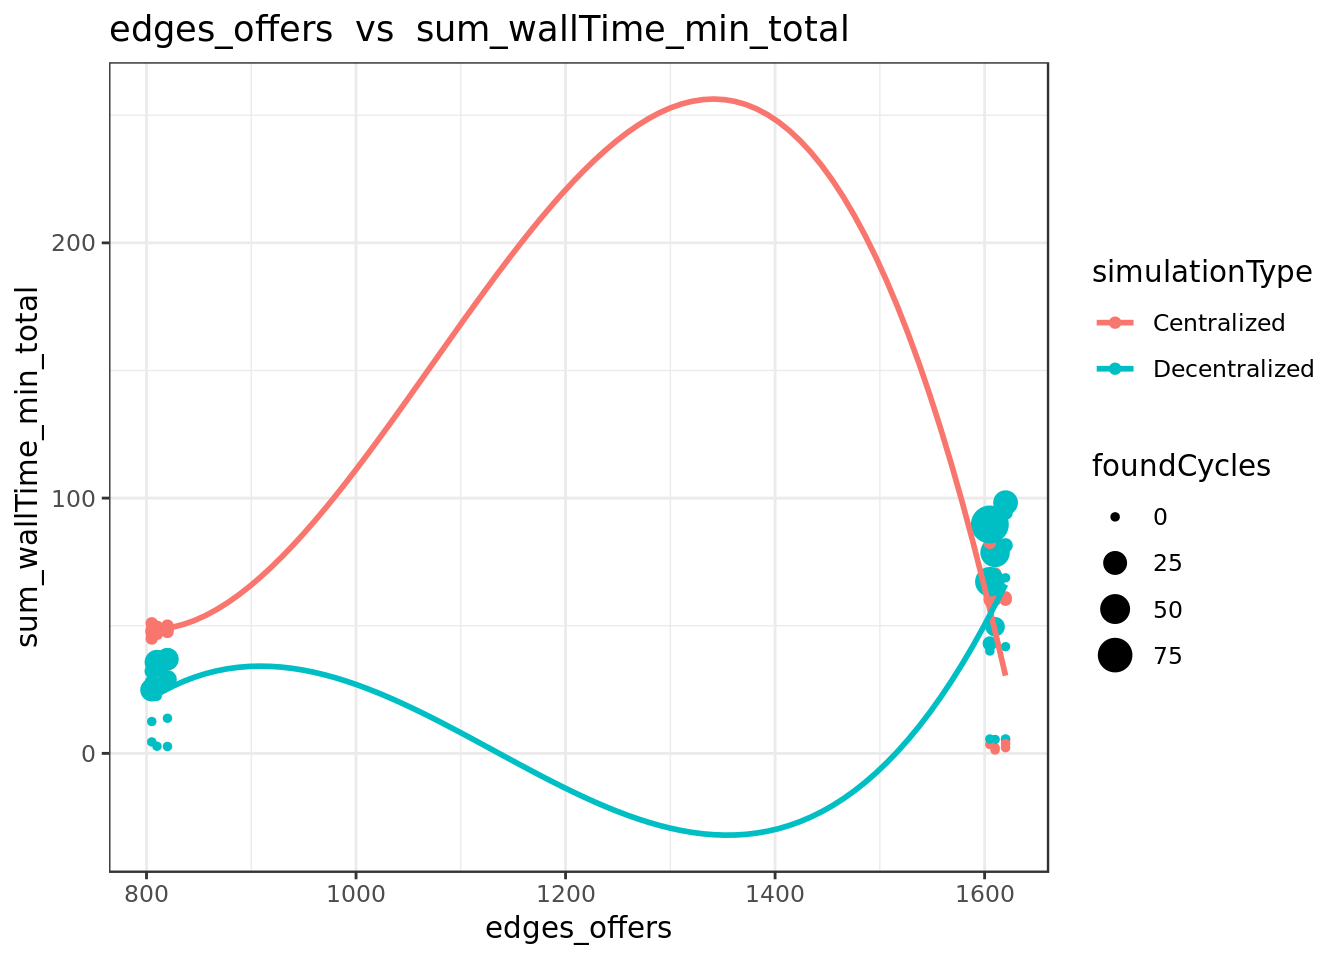 edges_offers  vs  sum_wallTime_min_total
sum_wallTime_min_total
200
100
0
800
1000
1200
1400
1600
edges_offers
simulationType
Centralized
Decentralized
foundCycles
0
25
50
75